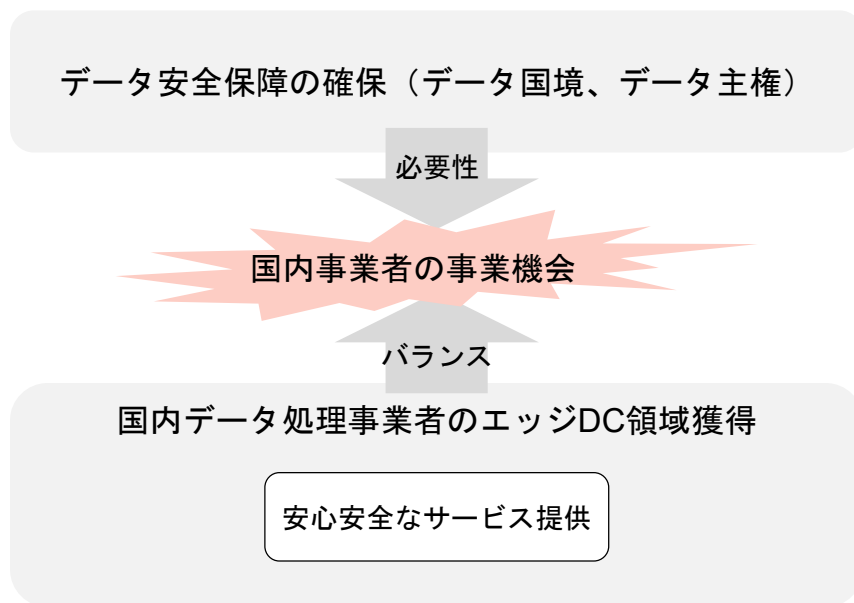 データ安全保障の確保（データ国境、データ主権）
必要性
国内事業者の事業機会
バランス
国内データ処理事業者のエッジDC領域獲得
安心安全なサービス提供